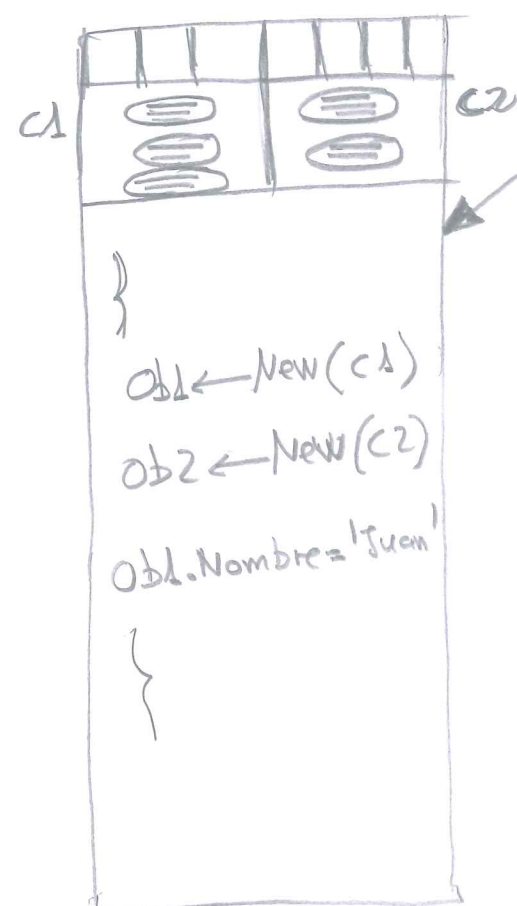 C1
C2
}
Ob1←New(C1)
Ob2←New(C2)
Ob1.Nombre='Juan'
}